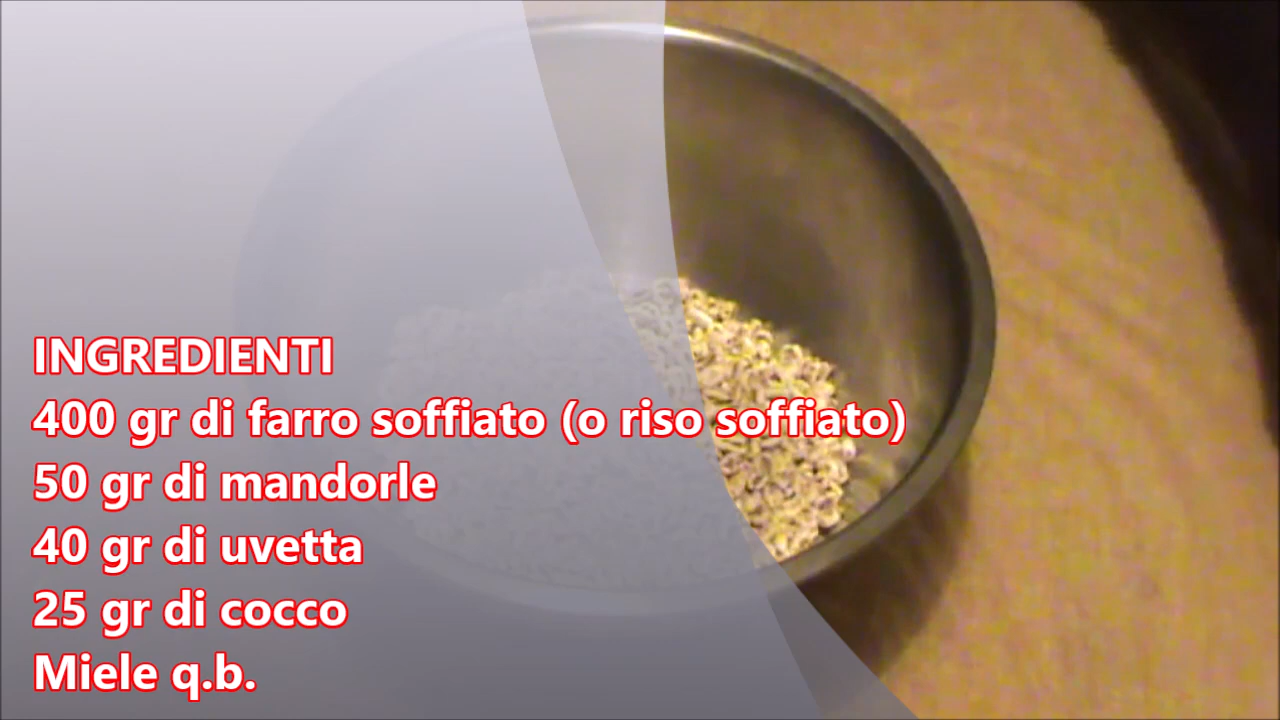 INGREDIENTI
400 gr di farro soffiato (o riso soffiato)
50 gr di mandorle
40 gr di uvetta
25 gr di cocco
Miele q.b.